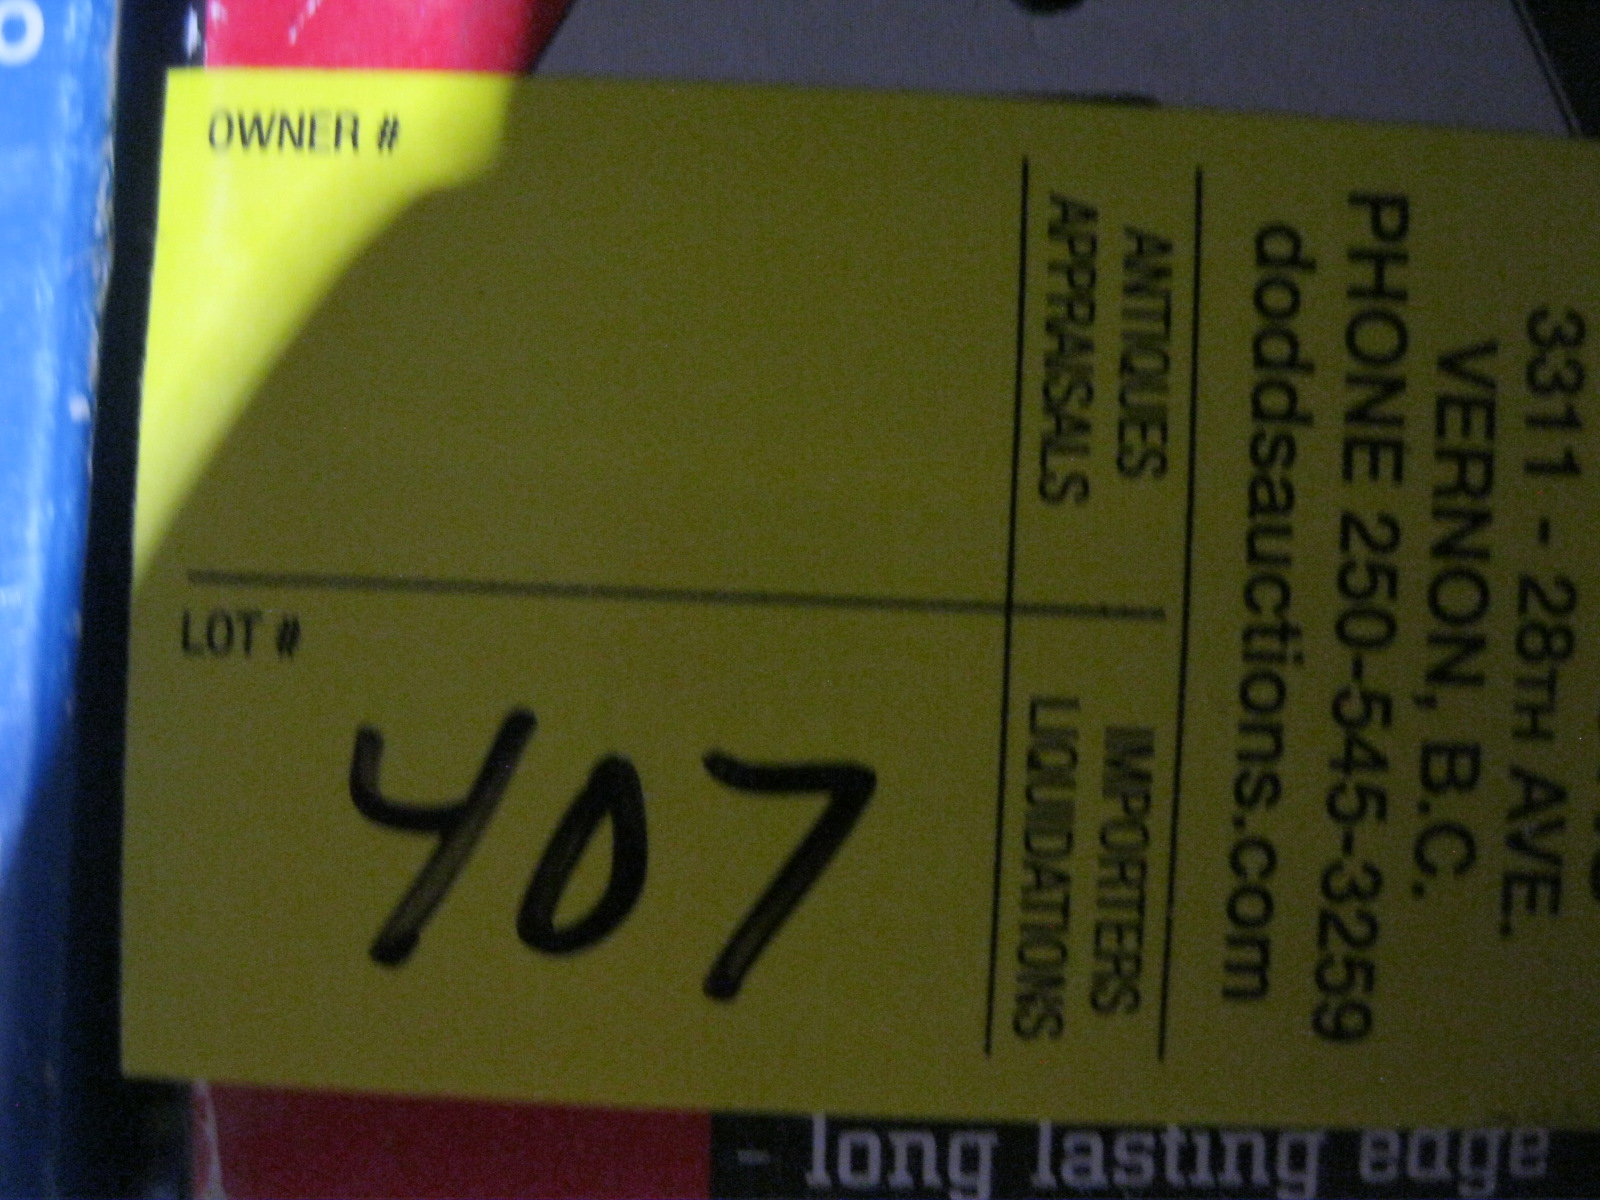 3311 - 28TH AVE.
VERNON, B.C.
PHONE 250-545-3259
doddsauctions.com
ANTIQUES
APPRAISALS
IMPORTERS
LIQUIDATIONS
OWNER #
LOT #
407
- long lasting edge